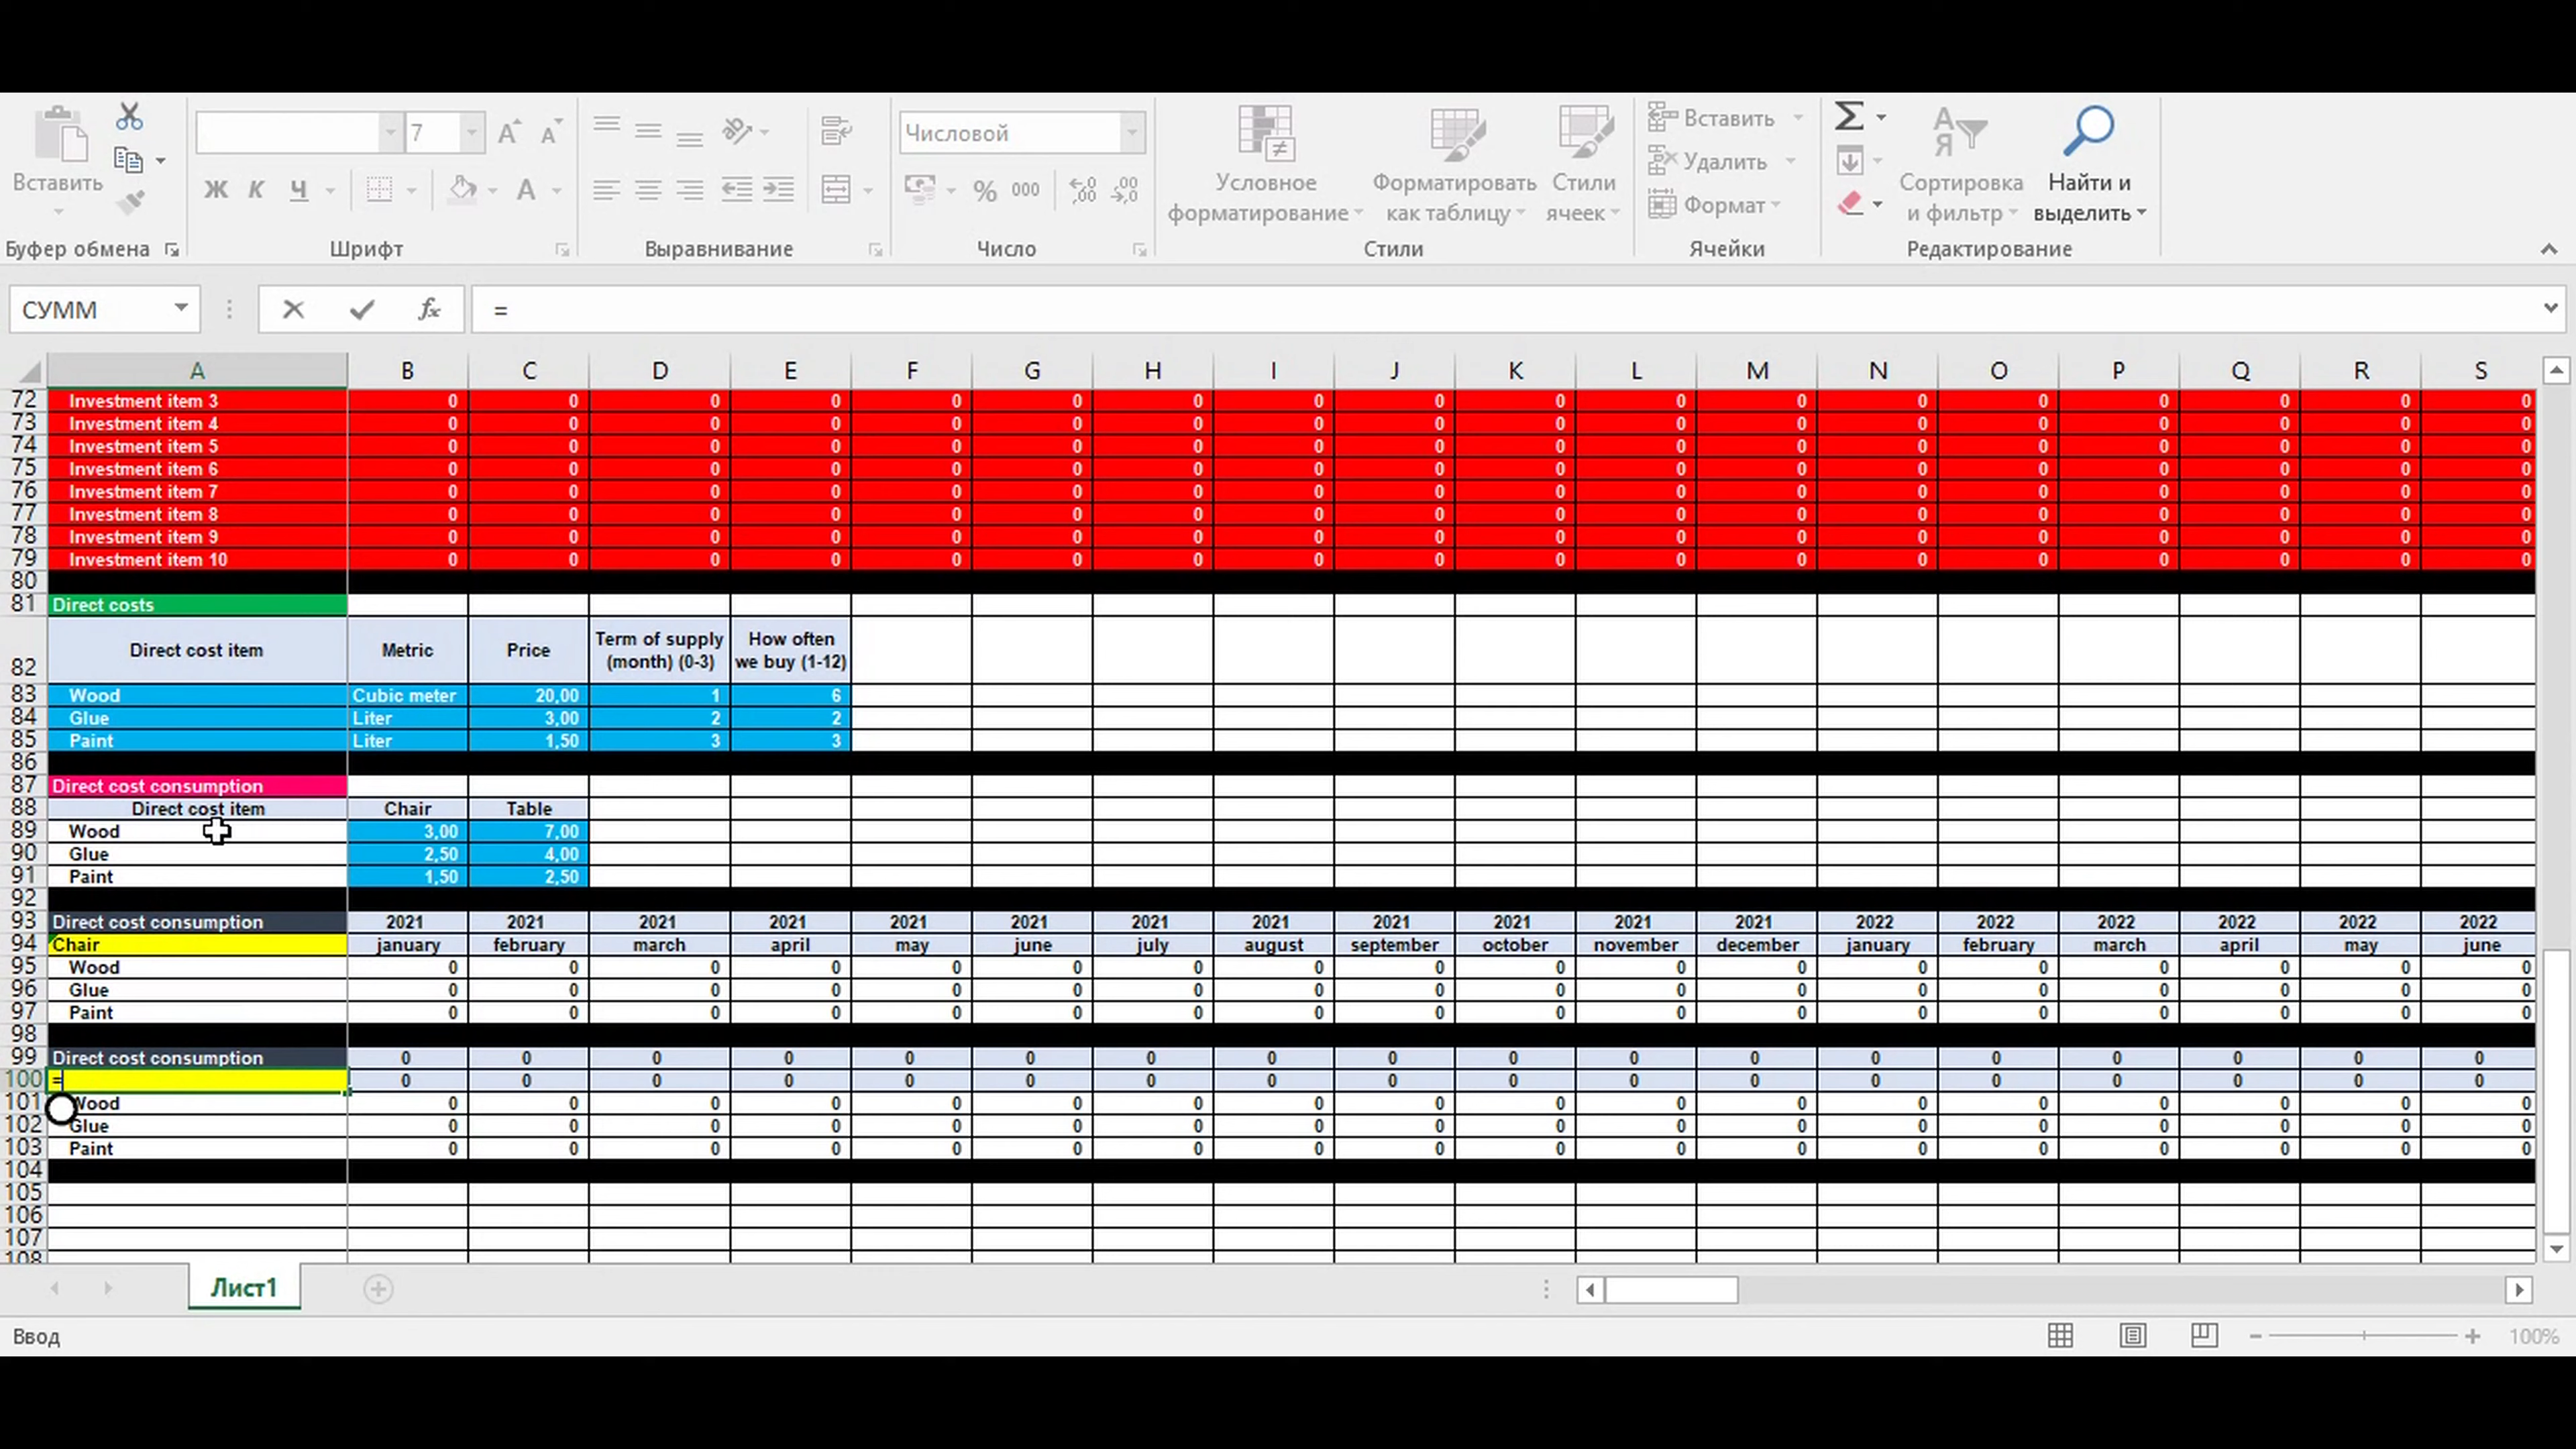 Вставить
Буфер обмена
7
Ж К Ч А
Шрифт
Выравнивание
Числовой
% 000
Число
Условное форматирование
Форматировать как таблицу
Стили ячеек
Стили
Вставить
Удалить
Формат
Ячейки
Сортировка и фильтр
Найти и выделить
Редактирование
СУММ fx =
A B C D E F G H I J K L M N O P Q R S
72 Investment item 3 0 0 0 0 0 0 0 0 0 0 0 0 0 0 0 0 0 0
73 Investment item 4 0 0 0 0 0 0 0 0 0 0 0 0 0 0 0 0 0 0
74 Investment item 5 0 0 0 0 0 0 0 0 0 0 0 0 0 0 0 0 0 0
75 Investment item 6 0 0 0 0 0 0 0 0 0 0 0 0 0 0 0 0 0 0
76 Investment item 7 0 0 0 0 0 0 0 0 0 0 0 0 0 0 0 0 0 0
77 Investment item 8 0 0 0 0 0 0 0 0 0 0 0 0 0 0 0 0 0 0
78 Investment item 9 0 0 0 0 0 0 0 0 0 0 0 0 0 0 0 0 0 0
79 Investment item 10 0 0 0 0 0 0 0 0 0 0 0 0 0 0 0 0 0 0
80
81 Direct costs
82 Direct cost item Metric Price Term of supply (month) (0-3) How often we buy (1-12)
83 Wood Cubic meter 20,00 1 6
84 Glue Liter 3,00 2 2
85 Paint Liter 1,50 3 3
86
87 Direct cost consumption
88 Direct cost item Chair Table
89 Wood 3,00 7,00
90 Glue 2,50 4,00
91 Paint 1,50 2,50
92
93 Direct cost consumption 2021 2021 2021 2021 2021 2021 2021 2021 2021 2021 2021 2021 2022 2022 2022 2022 2022 2022
94 Chair january february march april may june july august september october november december january february march april may june
95 Wood 0 0 0 0 0 0 0 0 0 0 0 0 0 0 0 0 0 0
96 Glue 0 0 0 0 0 0 0 0 0 0 0 0 0 0 0 0 0 0
97 Paint 0 0 0 0 0 0 0 0 0 0 0 0 0 0 0 0 0 0
98
99 Direct cost consumption 0 0 0 0 0 0 0 0 0 0 0 0 0 0 0 0 0 0
100 = 0 0 0 0 0 0 0 0 0 0 0 0 0 0 0 0 0 0
101 Wood 0 0 0 0 0 0 0 0 0 0 0 0 0 0 0 0 0 0
102 Glue 0 0 0 0 0 0 0 0 0 0 0 0 0 0 0 0 0 0
103 Paint 0 0 0 0 0 0 0 0 0 0 0 0 0 0 0 0 0 0
104
105
106
107
108
Лист1
Ввод 100%